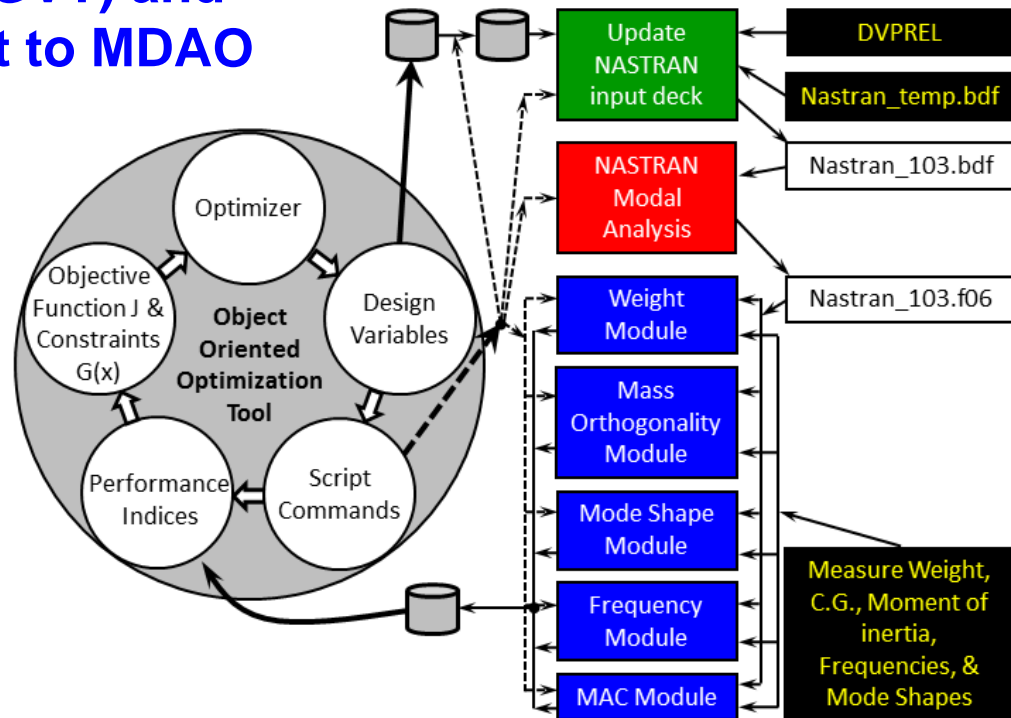 t to MDAO
Optimizer
Design
Variables
Script
Commands
Performance
Indices
Objective
Function J &
Constraints
G(x)
Object
Oriented
Optimization
Tool
Update
NASTRAN
input deck
NASTRAN
Modal
Analysis
Weight
Module
Mass
Orthogonality
Module
Mode Shape
Module
Frequency
Module
MAC Module
DVPREL
Nastran_temp.bdf
Nastran_103.bdf
Nastran_103.f06
Measure Weight,
C.G., Moment of
inertia,
Frequencies, &
Mode Shapes